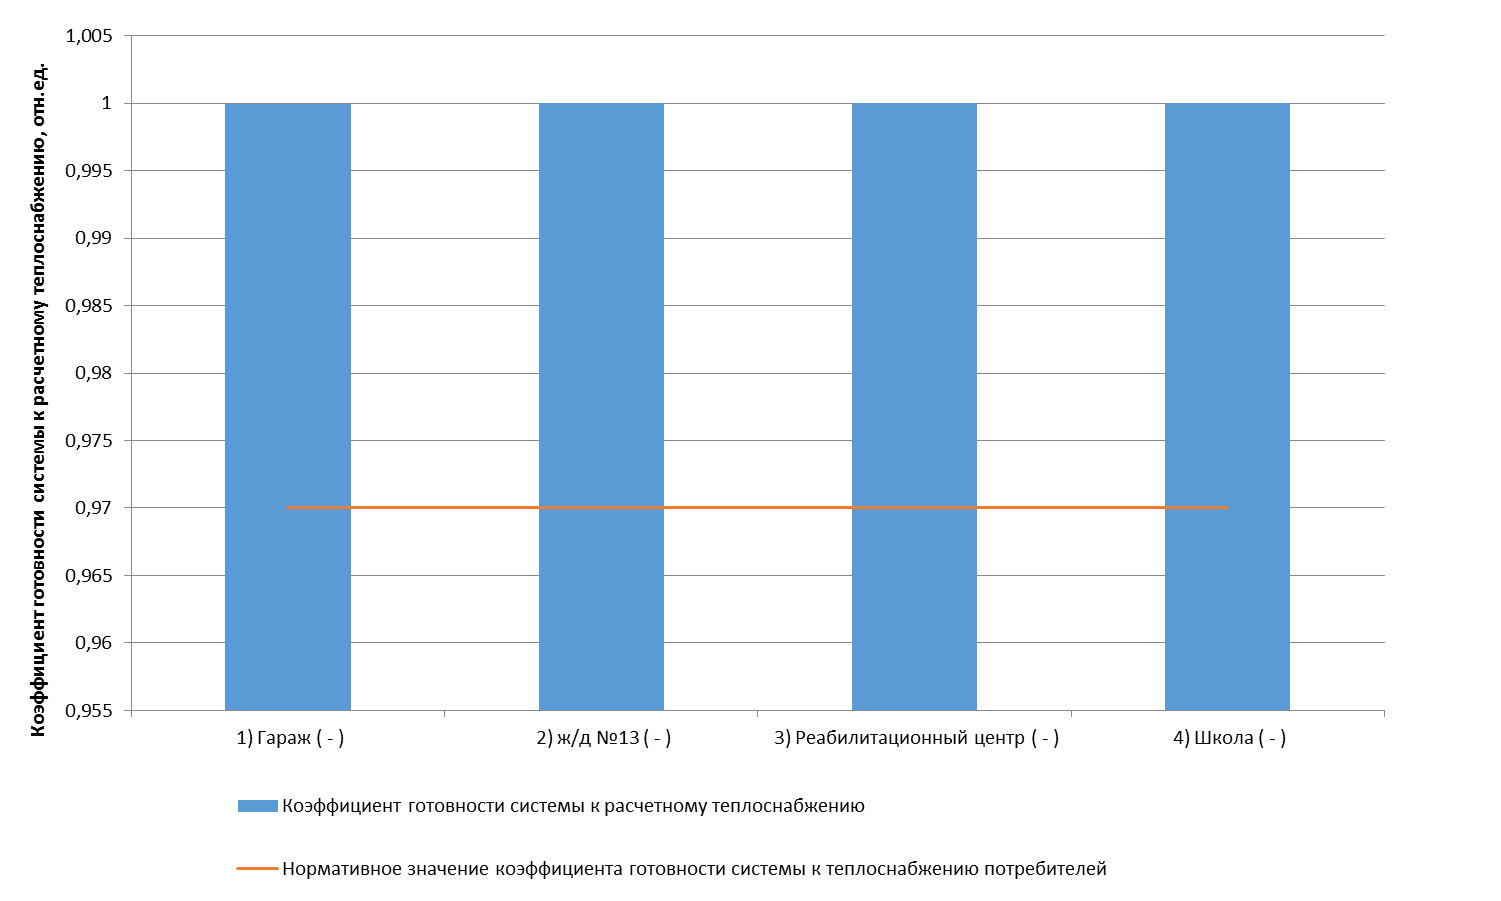 Коэффициент готовности системы к расчетному теплоснабжению, отн.ед.
1,005
1
0,995
0,99
0,985
0,98
0,975
0,97
0,965
0,96
0,955
1) Гараж ( - )
2) ж/д №13 ( - )
3) Реабилитационный центр ( - )
4) Школа ( - )
Коэффициент готовности системы к расчетному теплоснабжению
Нормативное значение коэффициента готовности системы к теплоснабжению потребителей